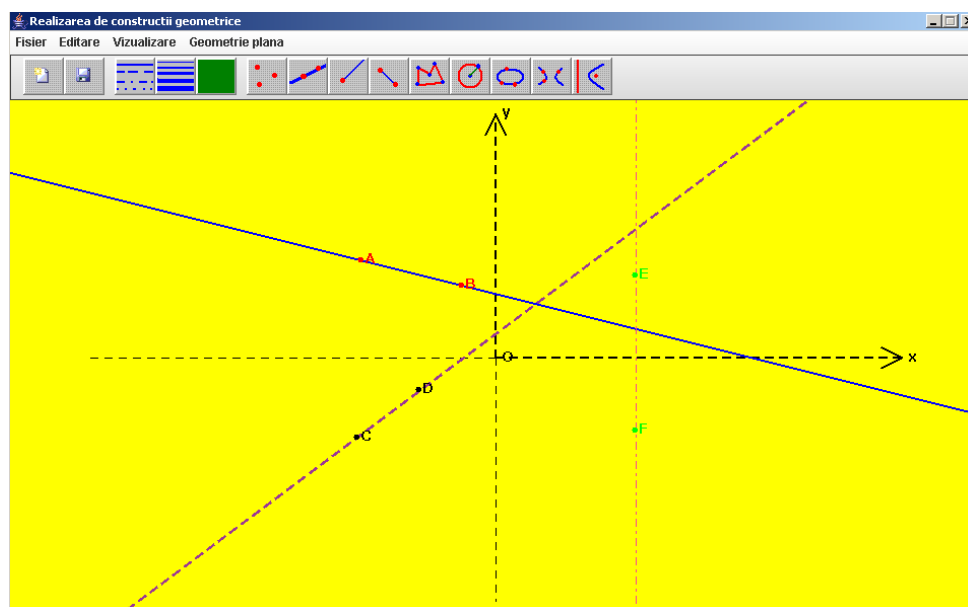 Realizarea de constructii geometrice
Fisier Editare Vizualizare Geometrie plana
y
A
E
B
O
x
D
F
C